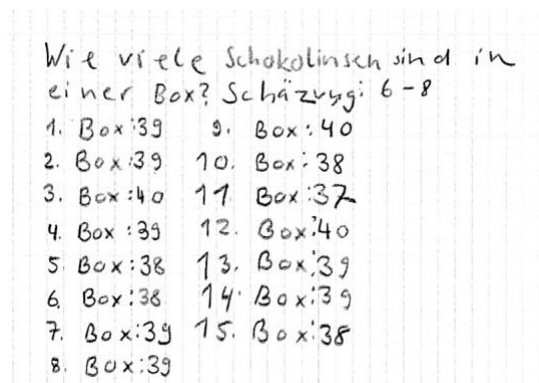 Wie viele Schokolinsen sind in
einer Box? Schäzung: 6-8
1. Box:39 9. Box:40
2. Box:39 10. Box:38
3. Box:40 11. Box:37
4. Box:39 12. Box:40
5. Box:38 13. Box:39
6. Box:38 14. Box:39
7. Box:39 15. Box:38
8. Box:39